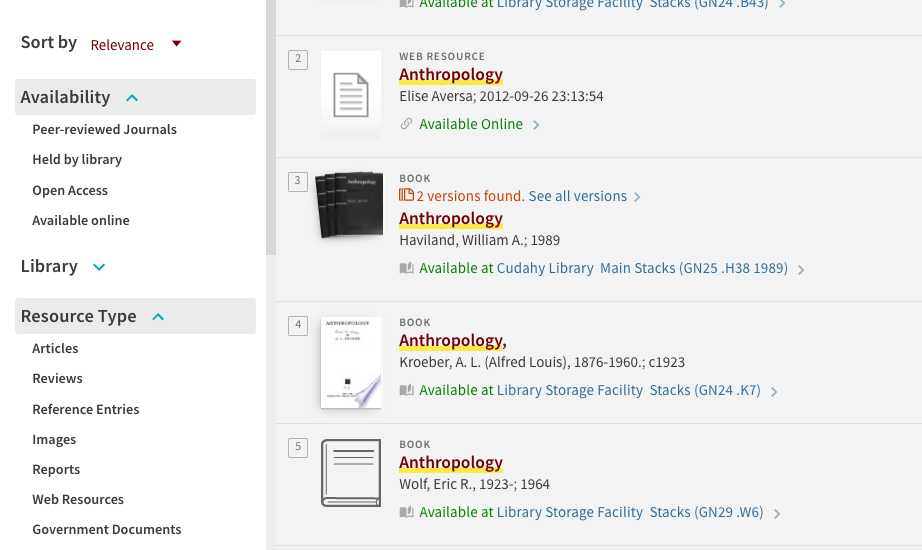 Sort by Relevance
Availability
Peer-reviewed Journals
Held by library
Open Access
Available online
Library
Resource Type
Articles
Reviews
Reference Entries
Images
Reports
Web Resources
Government Documents
Available at Library Storage Facility Stacks (GN24 .B43)
2
WEB RESOURCE
Anthropology
Elise Aversa; 2012-09-26 23:13:54
Available Online
3
BOOK
2 versions found. See all versions
Anthropology
Haviland, William A.; 1989
Available at Cudahy Library Main Stacks (GN25 .H38 1989)
Anthropology
4
BOOK
Anthropology,
Kroeber, A. L. (Alfred Louis), 1876-1960.; c1923
Available at Library Storage Facility Stacks (GN24 .K7)
ANTHROPOLOGY
5
BOOK
Anthropology
Wolf, Eric R., 1923-; 1964
Available at Library Storage Facility Stacks (GN29 .W6)